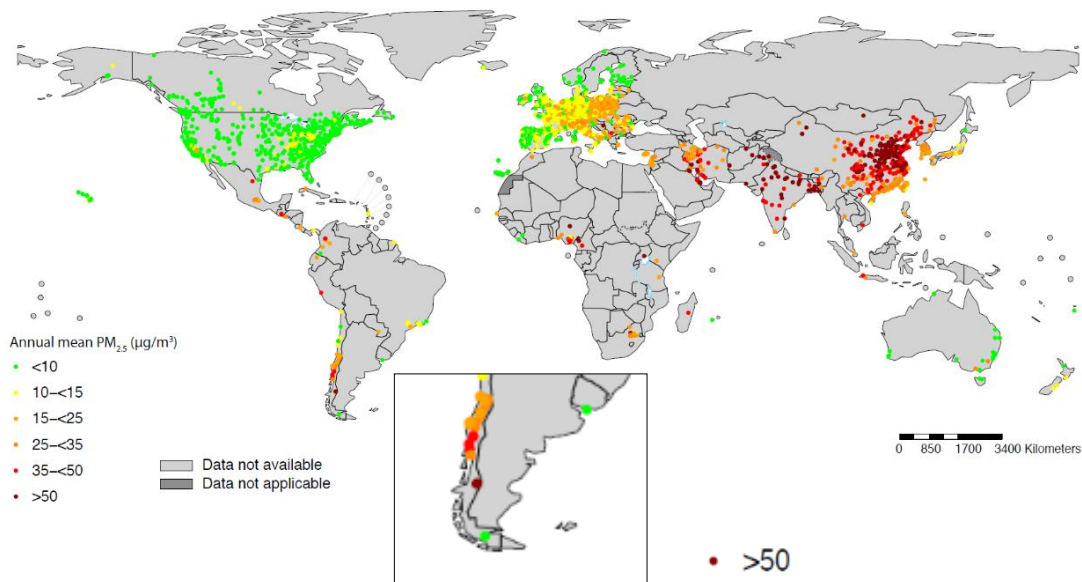 Annual mean PM2.5 (µg/m³)
<10
10–<15
15–<25
25–<35
35–<50
>50
Data not available
Data not applicable
0 850 1700 3400 Kilometers
>50